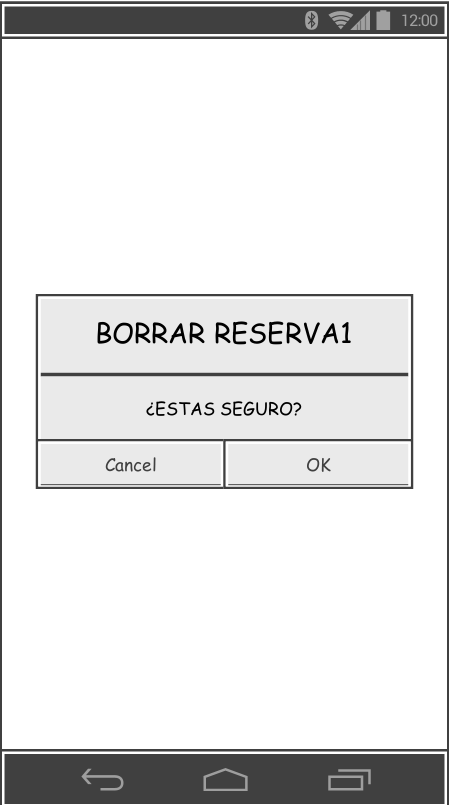 12:00
BORRAR RESERVA1
¿ESTAS SEGURO?
Cancel OK